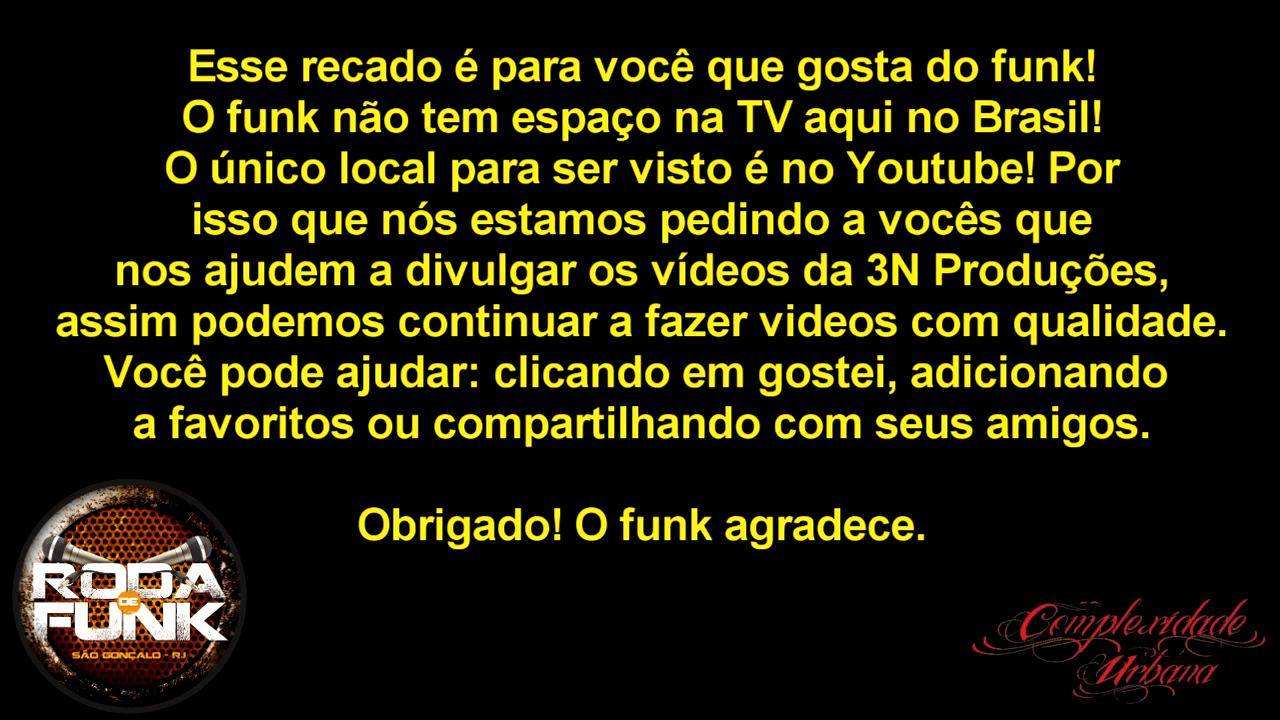 Esse recado é para você que gosta do funk!
O funk não tem espaço na TV aqui no Brasil!
O único local para ser visto é no Youtube! Por
isso que nós estamos pedindo a vocês que
nos ajudem a divulgar os vídeos da 3N Produções,
assim podemos continuar a fazer videos com qualidade.
Você pode ajudar: clicando em gostei, adicionando
a favoritos ou compartilhando com seus amigos.
Obrigado! O funk agradece.
RODA
DE
FUNK
SÃO GONÇALO - RJ
Complexidade
Urbana